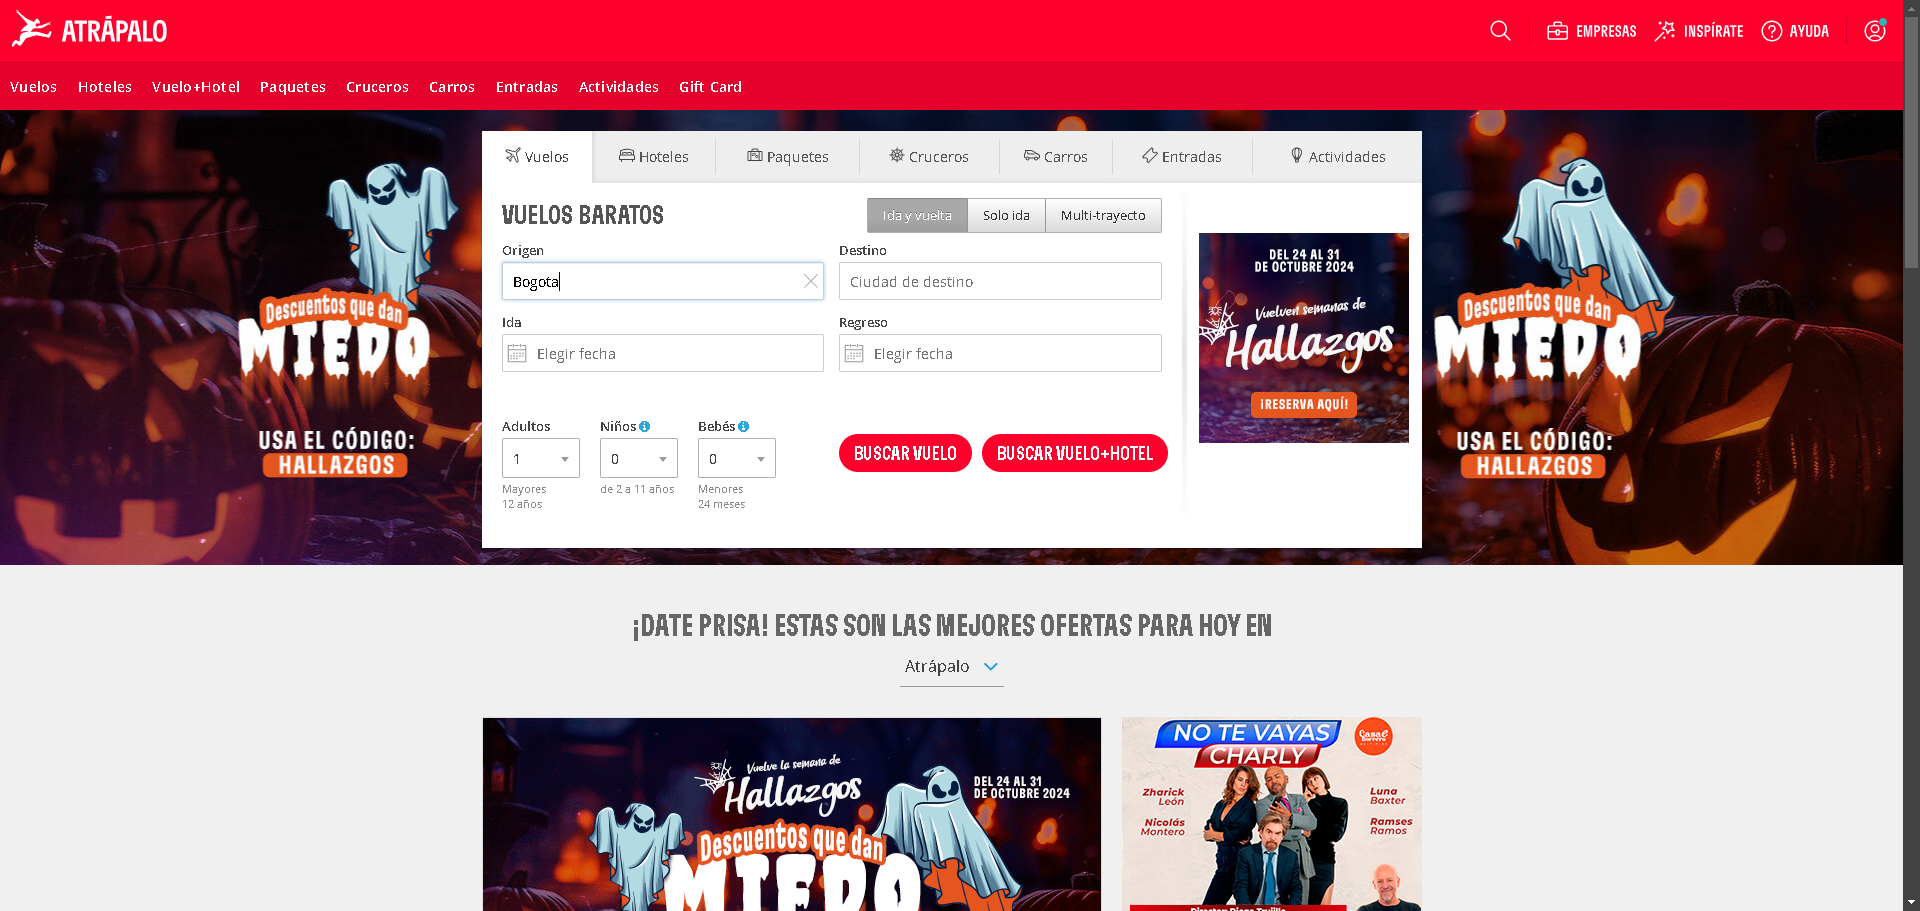 ATRÁPALO
EMPRESAS
INSPÍRATE
AYUDA
Vuelos
Hoteles
Vuelo+Hotel
Paquetes
Cruceros
Carros
Entradas
Actividades
Gift Card
Vuelos
Hoteles
Paquetes
Cruceros
Carros
Entradas
Actividades
VUELOS BARATOS
Ida y vuelta
Solo ida
Multi-trayecto
Origen
Bogota
Destino
Ciudad de destino
Ida
Elegir fecha
Regreso
Elegir fecha
Adultos
1
Mayores
12 años
Niños
0
de 2 a 11 años
Bebés
0
Menores
24 meses
BUSCAR VUELO
BUSCAR VUELO+HOTEL
DEL 24 AL 31
DE OCTUBRE 2024
Vuelven semanas de
Hallazgos
¡RESERVA AQUÍ!
Descuentos que dan
MIEDO
USA EL CÓDIGO:
HALLAZGOS
Descuentos que dan
MIEDO
USA EL CÓDIGO:
HALLAZGOS
¡DATE PRISA! ESTAS SON LAS MEJORES OFERTAS PARA HOY EN
Atrápalo
Vuelve la semana de
Hallazgos
DEL 24 AL 31
DE OCTUBRE 2024
Descuentos que dan
MIEDO
NO TE VAYAS
CHARLY
Casa E
Borrero
Zharick
León
Nicolás
Montero
Luna
Baxter
Ramses
Ramos
Director: Diego Trujillo